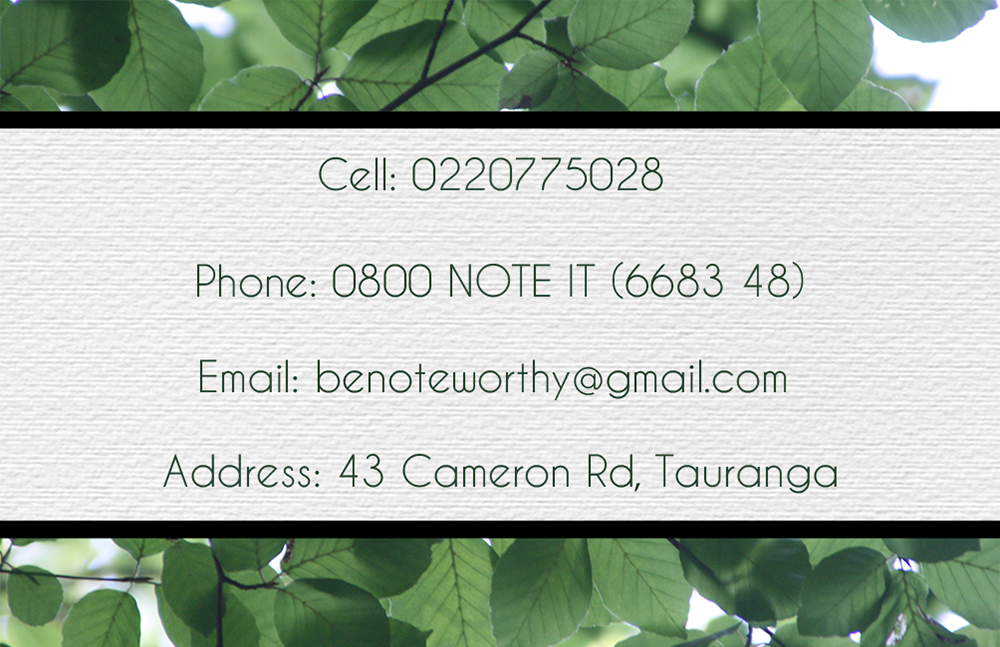 Cell: 0220775028
Phone: 0800 NOTE IT (6683 48)
Email: benoteworthy@gmail.com
Address: 43 Cameron Rd, Tauranga